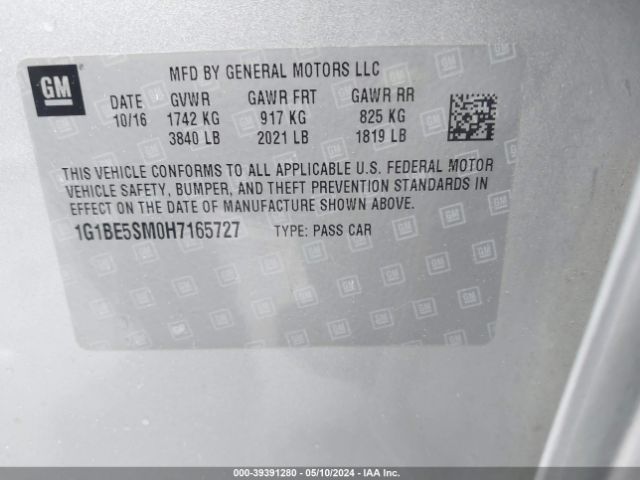 GM
MFD BY GENERAL MOTORS LLC
DATE GVWR GAWR FRT GAWR RR
10/16 1742 KG 917 KG 825 KG
3840 LB 2021 LB 1819 LB
THIS VEHICLE CONFORMS TO ALL APPLICABLE U.S. FEDERAL MOTOR
VEHICLE SAFETY, BUMPER, AND THEFT PREVENTION STANDARDS IN
EFFECT ON THE DATE OF MANUFACTURE SHOWN ABOVE.
1G1BE5SM0H7165727 TYPE: PASS CAR
000-39391280 - 05/10/2024 - IAAI.COM